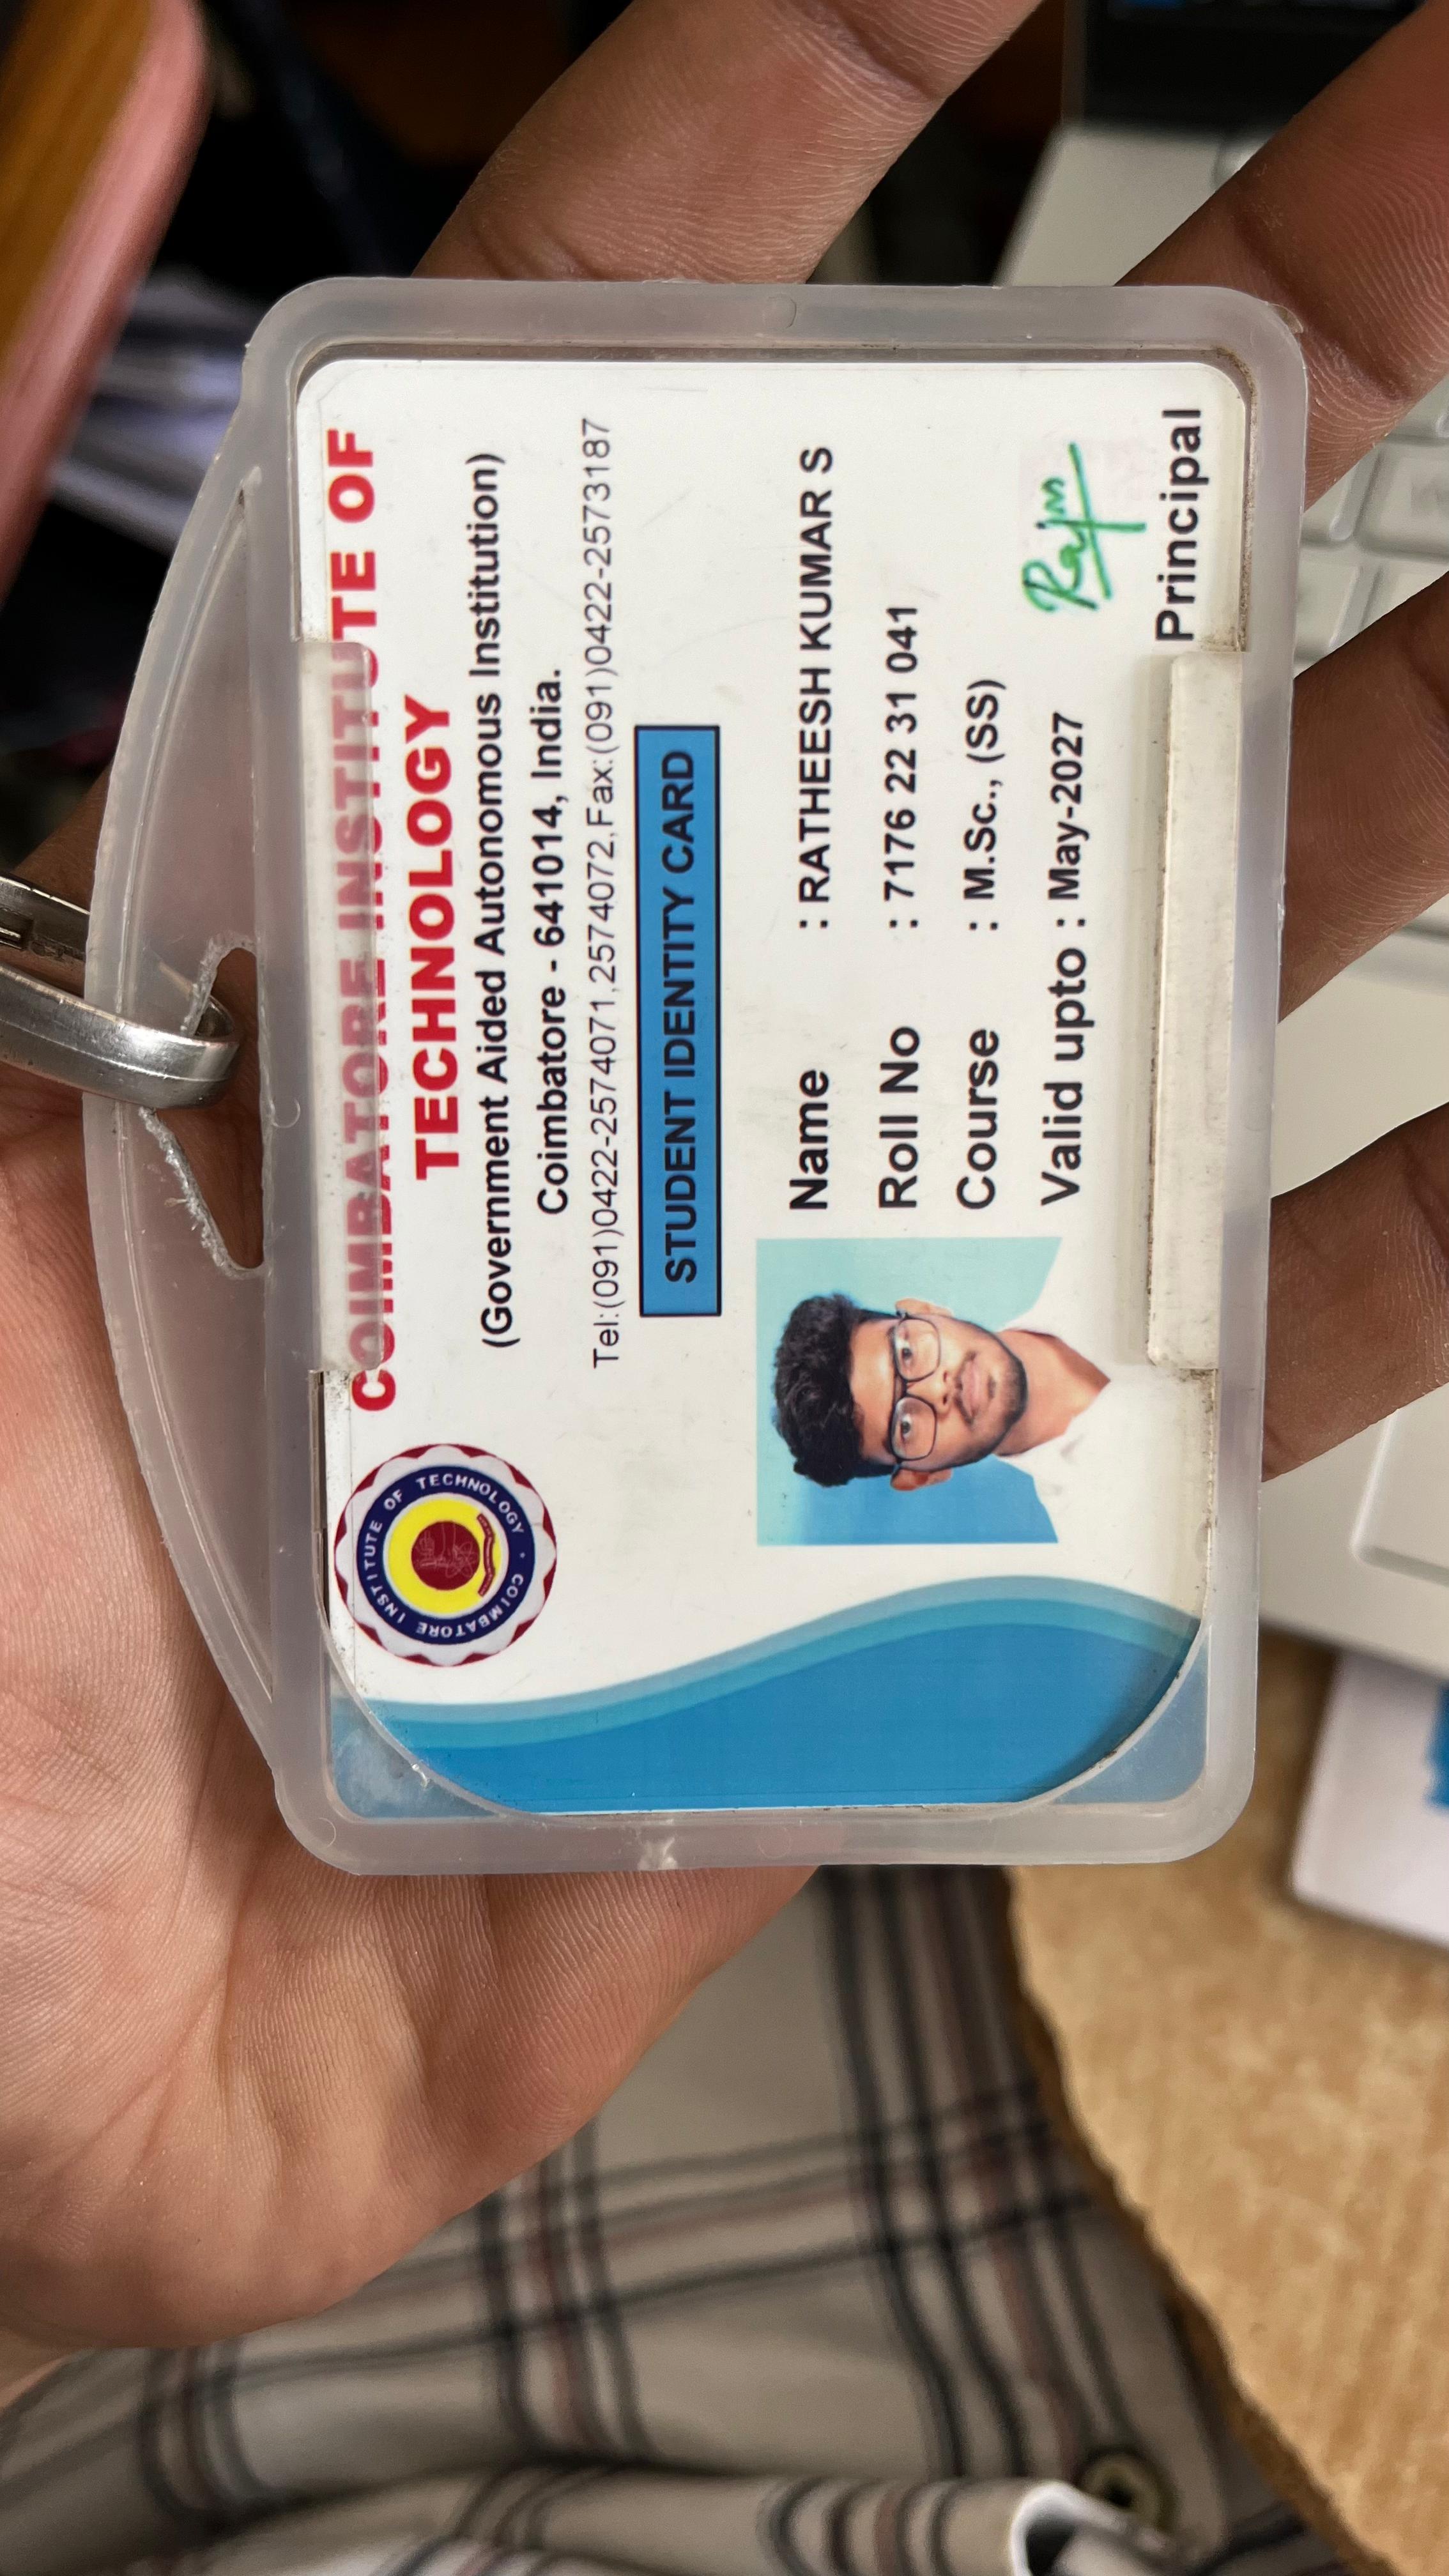 COIMBATORE INSTITUTE OF TECHNOLOGY
COIMBATORE INSTITUTE OF
TECHNOLOGY
(Government Aided Autonomous Institution)
Coimbatore - 641014, India.
Tel:(091)0422-2574071,2574072,Fax:(091)0422-2573187
STUDENT IDENTITY CARD
Name : RATHEESH KUMAR S
Roll No : 7176 22 31 041
Course : M.Sc., (SS)
Valid upto : May-2027
Principal